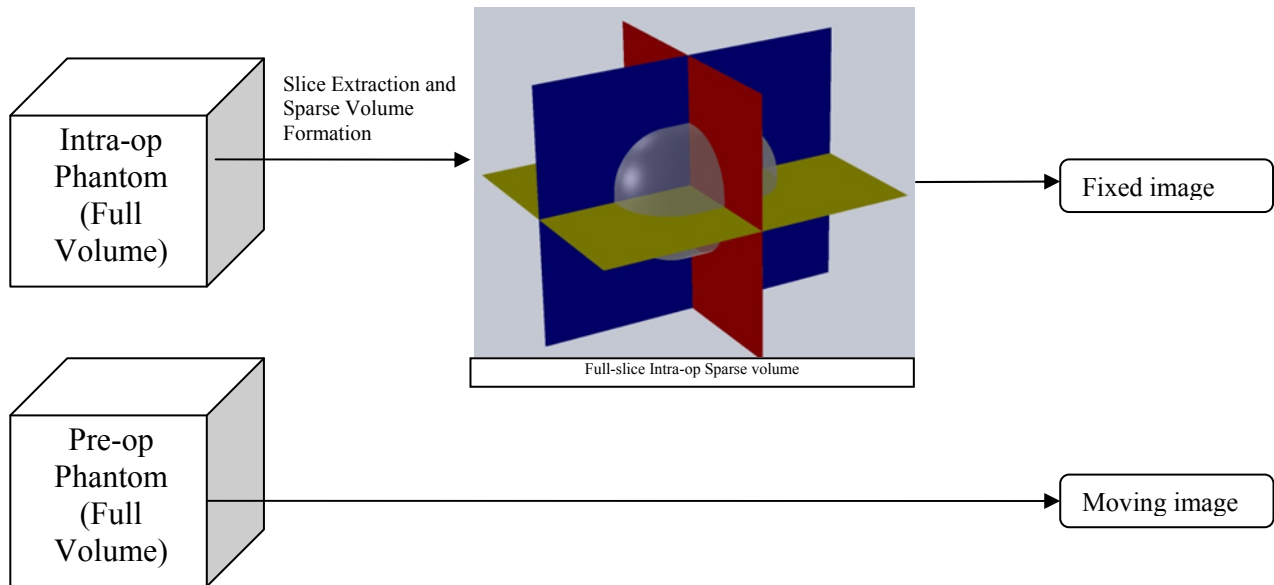 Intra-op
Phantom
(Full
Volume)
Slice Extraction and
Sparse Volume
Formation
Full-slice Intra-op Sparse volume
Fixed image
Pre-op
Phantom
(Full
Volume)
Moving image